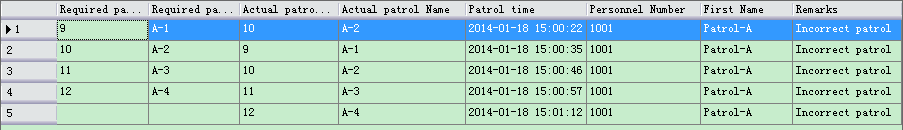 Required pa... Required pa... Actual patro... Actual patrol Name Patrol time Personnel Number First Name Remarks
1 9 A-1 10 A-2 2014-01-18 15:00:22 1001 Patrol-A Incorrect patrol
2 10 A-2 9 A-1 2014-01-18 15:00:35 1001 Patrol-A Incorrect patrol
3 11 A-3 10 A-2 2014-01-18 15:00:46 1001 Patrol-A Incorrect patrol
4 12 A-4 11 A-3 2014-01-18 15:00:57 1001 Patrol-A Incorrect patrol
5 12 A-4 2014-01-18 15:01:12 1001 Patrol-A Incorrect patrol